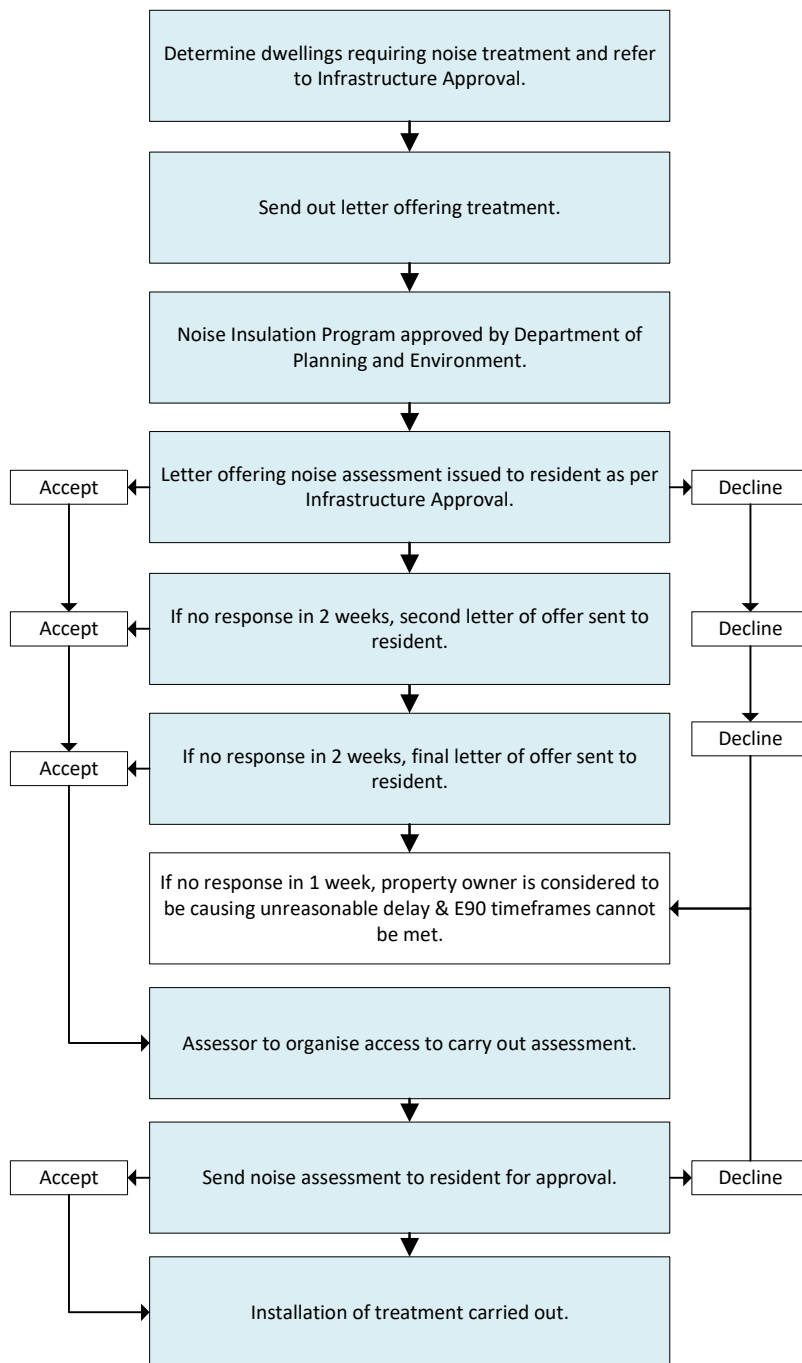 Determine dwellings requiring noise treatment and refer
to Infrastructure Approval.
Send out letter offering treatment.
Noise Insulation Program approved by Department of
Planning and Environment.
Accept
Letter offering noise assessment issued to resident as per
Infrastructure Approval.
Decline
Accept
If no response in 2 weeks, second letter of offer sent to
resident.
Decline
Accept
If no response in 2 weeks, final letter of offer sent to
resident.
Decline
If no response in 1 week, property owner is considered to
be causing unreasonable delay & E90 timeframes cannot
be met.
Assessor to organise access to carry out assessment.
Accept
Send noise assessment to resident for approval.
Decline
Installation of treatment carried out.